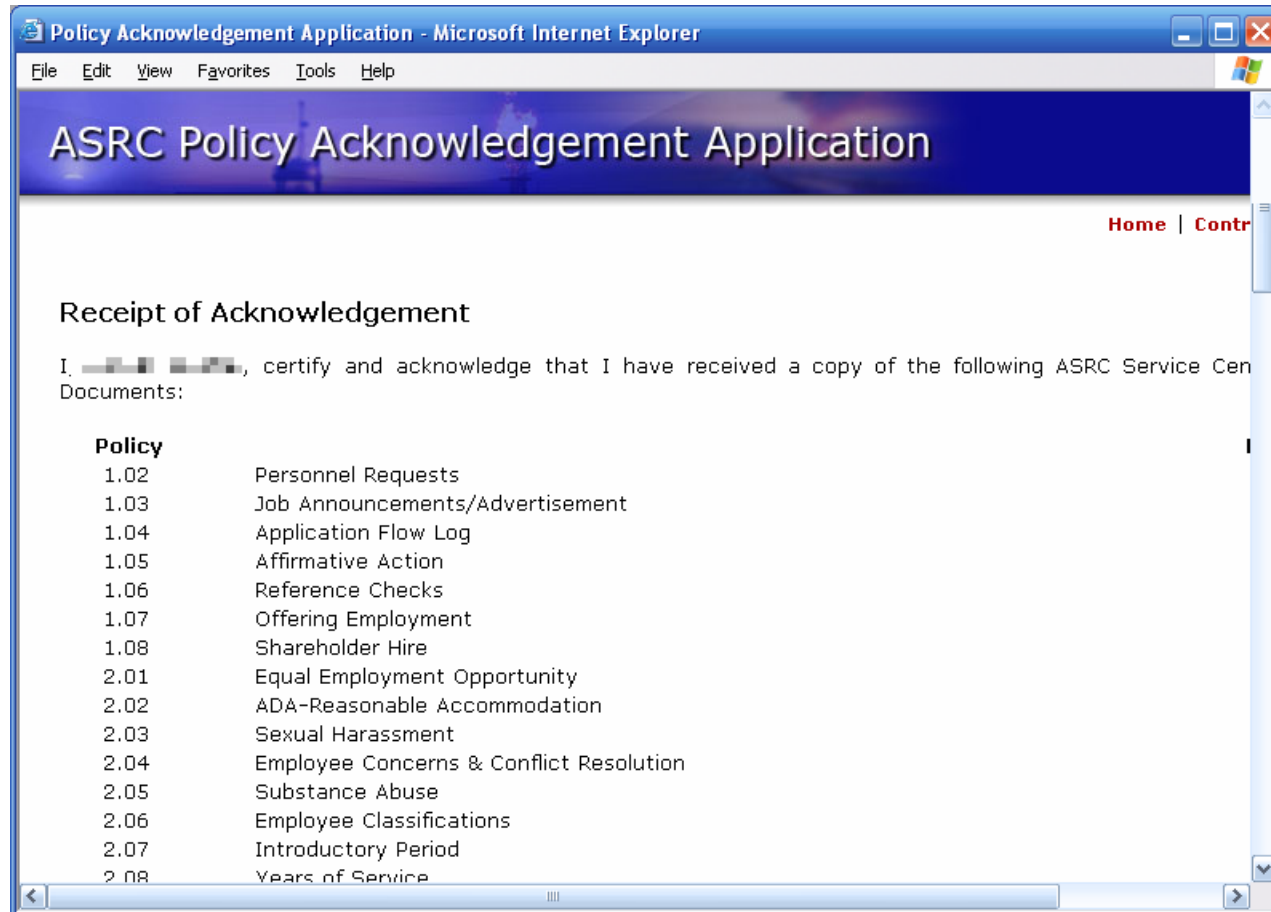 Policy Acknowledgement Application - Microsoft Internet Explorer
File Edit View Favorites Tools Help
ASRC Policy Acknowledgement Application
Home | Contr
Receipt of Acknowledgement
I, , certify and acknowledge that I have received a copy of the following ASRC Service Cen
Documents:
Policy
1.02 Personnel Requests
1.03 Job Announcements/Advertisement
1.04 Application Flow Log
1.05 Affirmative Action
1.06 Reference Checks
1.07 Offering Employment
1.08 Shareholder Hire
2.01 Equal Employment Opportunity
2.02 ADA-Reasonable Accommodation
2.03 Sexual Harassment
2.04 Employee Concerns & Conflict Resolution
2.05 Substance Abuse
2.06 Employee Classifications
2.07 Introductory Period
2.08 Years of Service